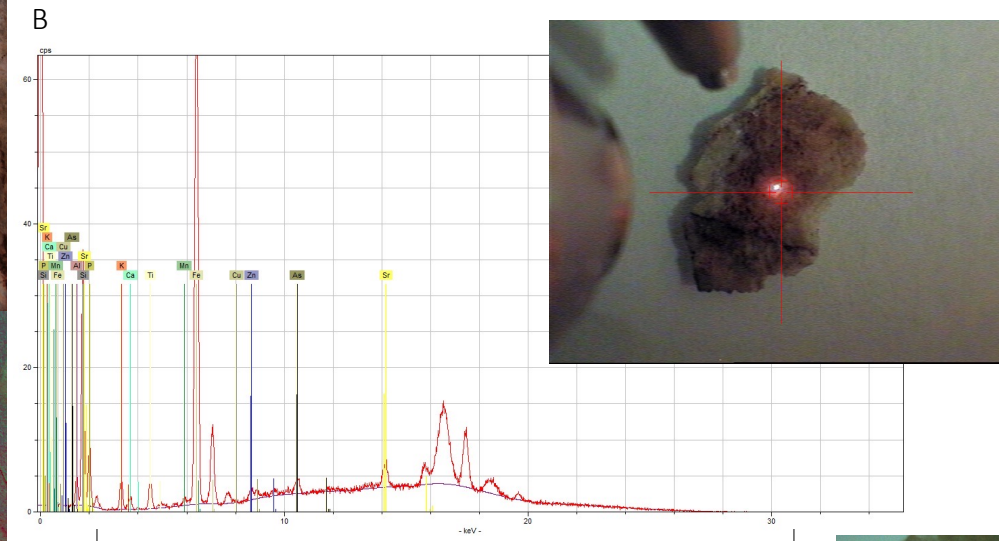 B
cps
60
40
20
0
Sr
K As
Ca Cu
Ti Zn Sr
P Mn Al P K Mn Cu Zn As Sr
Si Fe Si Ca Ti Fe
0 10 20 30
- keV -